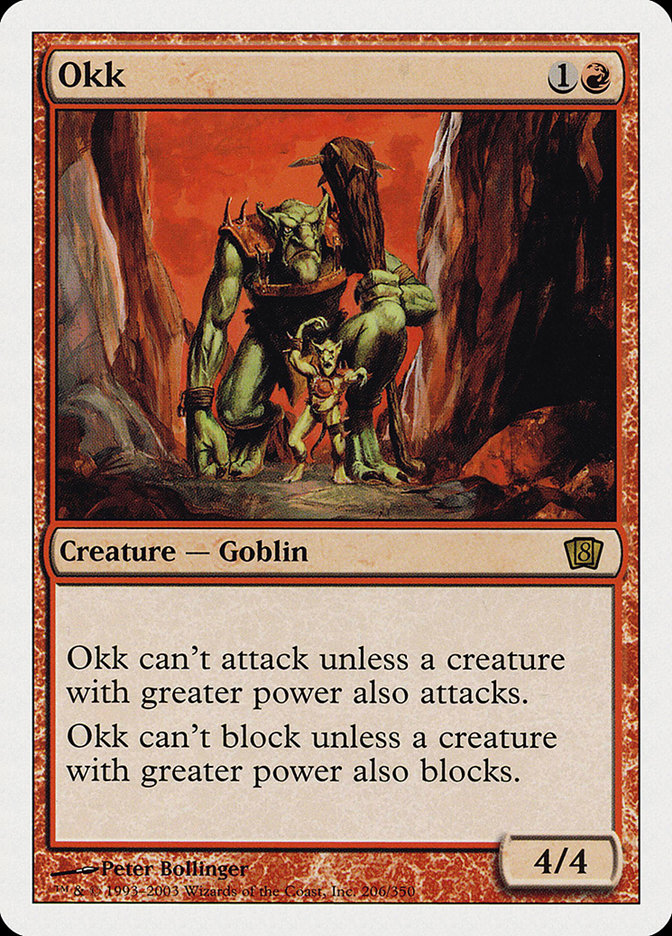 Okk 1
Creature — Goblin 8
Okk can't attack unless a creature
with greater power also attacks.
Okk can't block unless a creature
with greater power also blocks.
4/4
Peter Bollinger
™ & © 1993–2003 Wizards of the Coast, Inc. 206/350